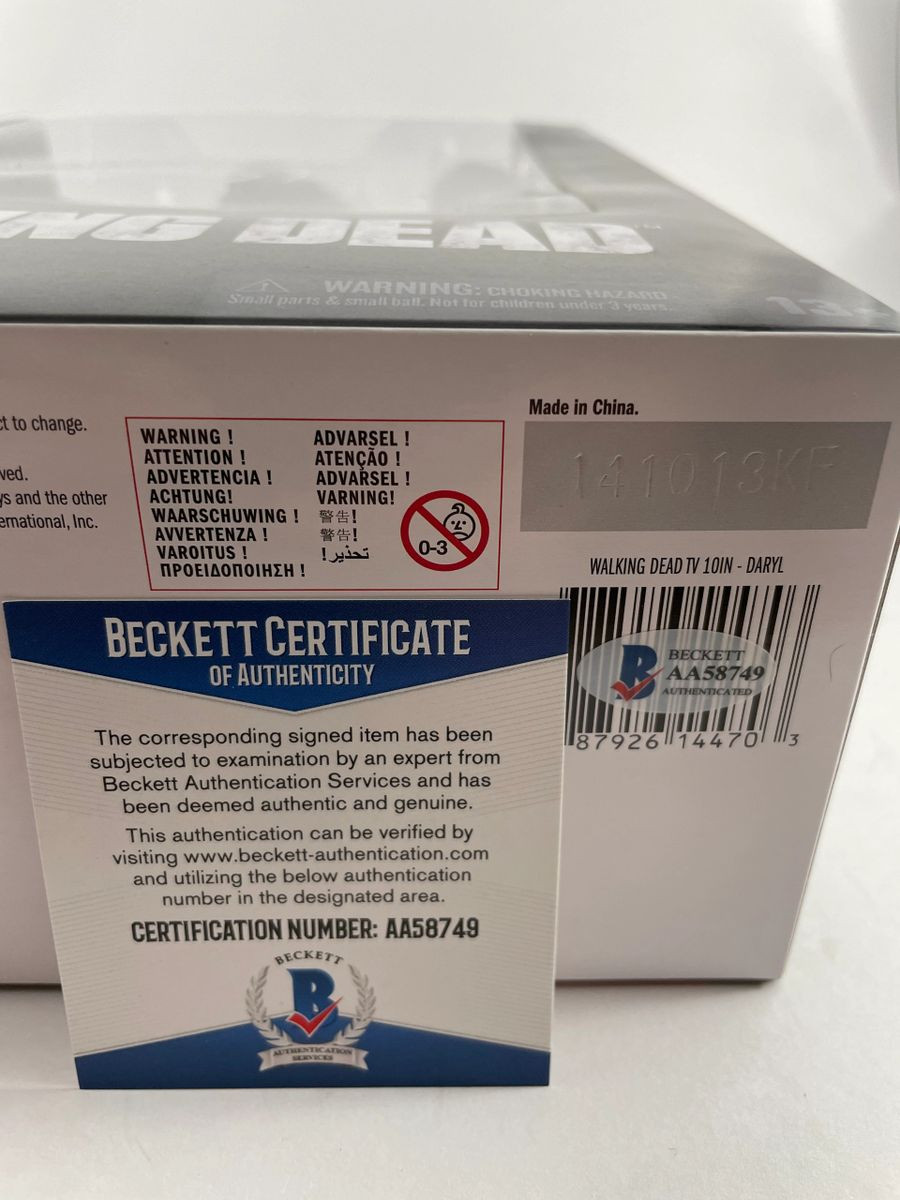 NG DEAD™
WARNING: CHOKING HAZARD
Small parts & small ball. Not for children under 3 years.
13
ct to change.
ved.
ys and the other
ernational, Inc.
WARNING !
ATTENTION !
ADVERTENCIA !
ACHTUNG!
WAARSCHUWING !
AVVERTENZA !
VAROITUS !
ΠΡΟΕΙΔΟΠΟΙΗΣΗ !
ADVARSEL !
ATENÇÃO !
ADVARSEL !
VARNING!
警告!
警告!
تحذير!
0-3
Made in China.
141013KF
WALKING DEAD TV 10IN - DARYL
BECKETT
AA58749
AUTHENTICATED
87926 14470 3
BECKETT CERTIFICATE
OF AUTHENTICITY
The corresponding signed item has been
subjected to examination by an expert from
Beckett Authentication Services and has
been deemed authentic and genuine.
This authentication can be verified by
visiting www.beckett-authentication.com
and utilizing the below authentication
number in the designated area.
CERTIFICATION NUMBER: AA58749
BECKETT
B
AUTHENTICATION
SERVICES